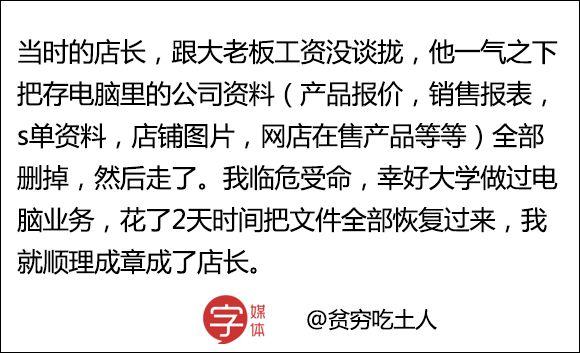 当时的店长，跟大老板工资没谈拢，他一气之下
把存电脑里的公司资料（产品报价，销售报表，
s单资料，店铺图片，网店在售产品等等）全部
删掉，然后走了。我临危受命，幸好大学做过电
脑业务，花了2天时间把文件全部恢复过来，我
就顺理成章成了店长。
字媒体
@贫穷吃土人